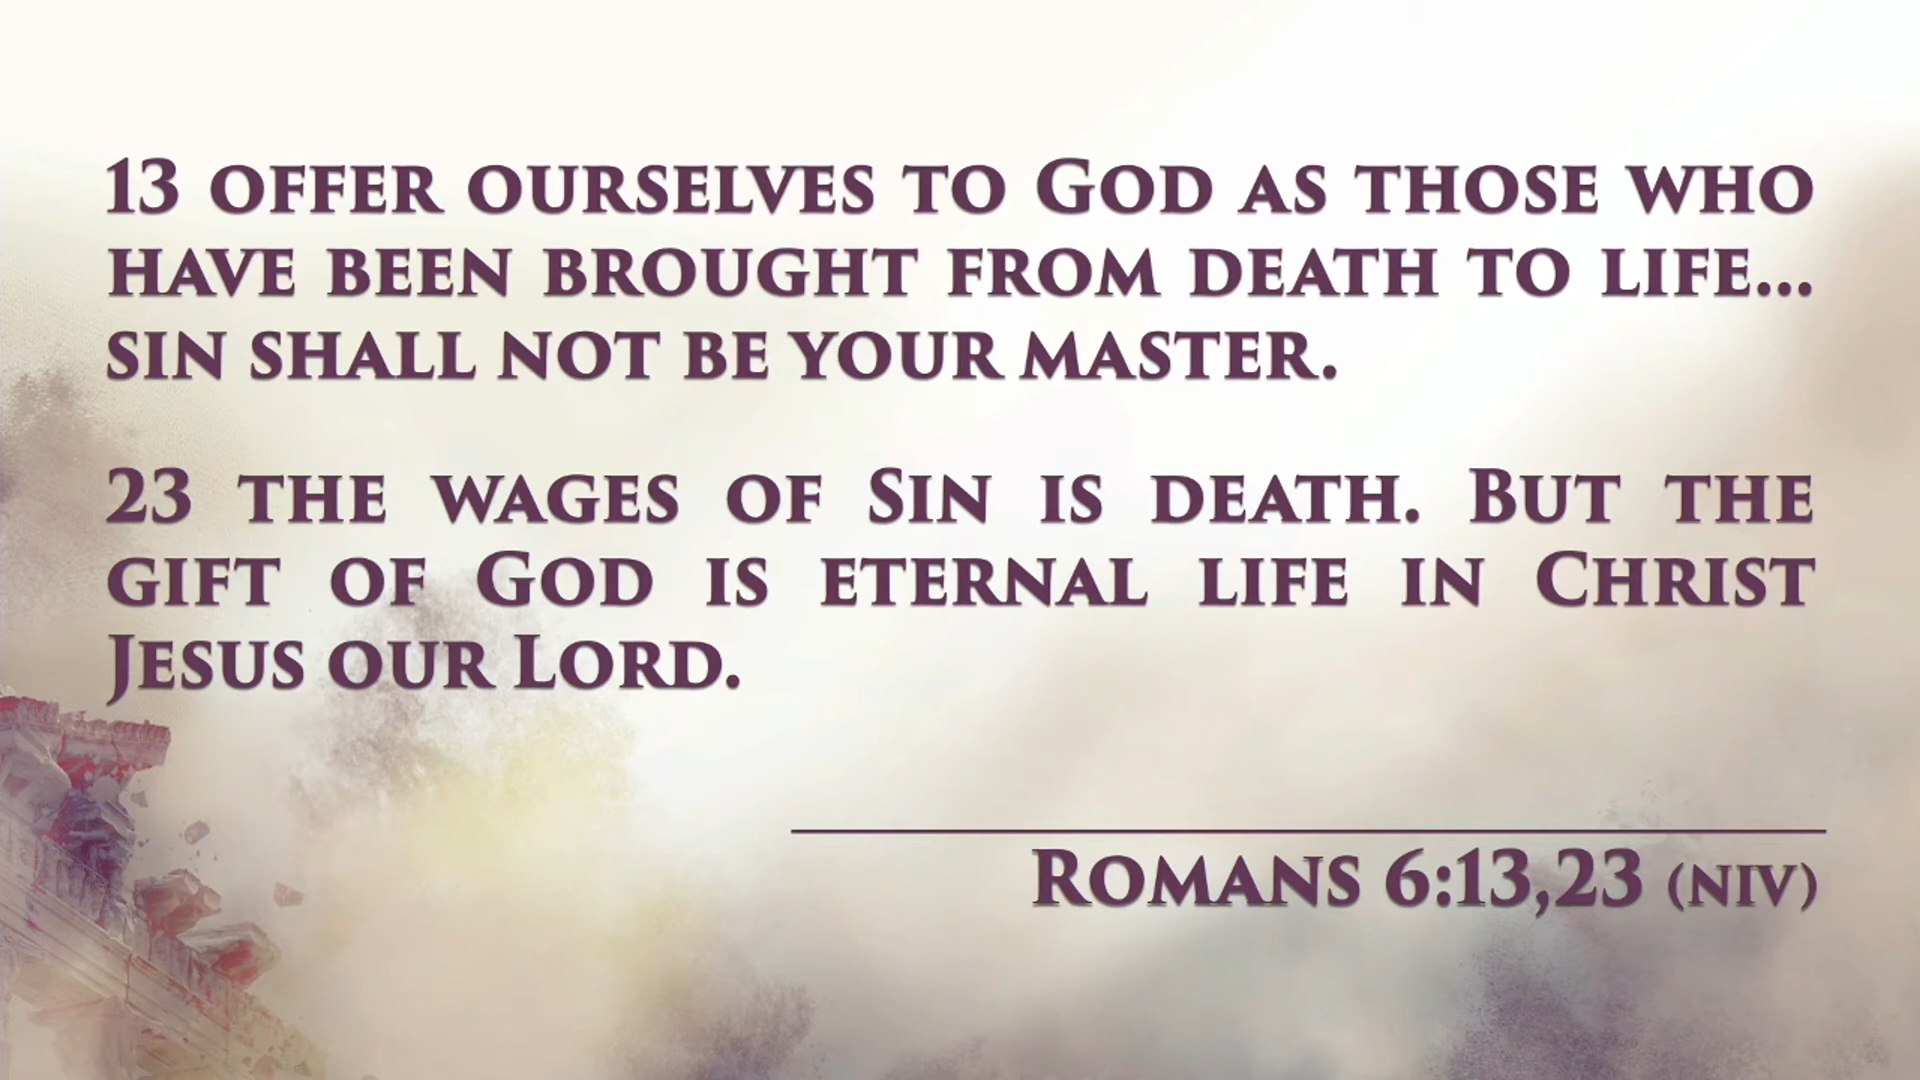 13 offer ourselves to God as those who
have been brought from death to life...
sin shall not be your master.
23 the wages of Sin is death. But the
gift of God is eternal life in Christ
Jesus our Lord.
Romans 6:13,23 (NIV)